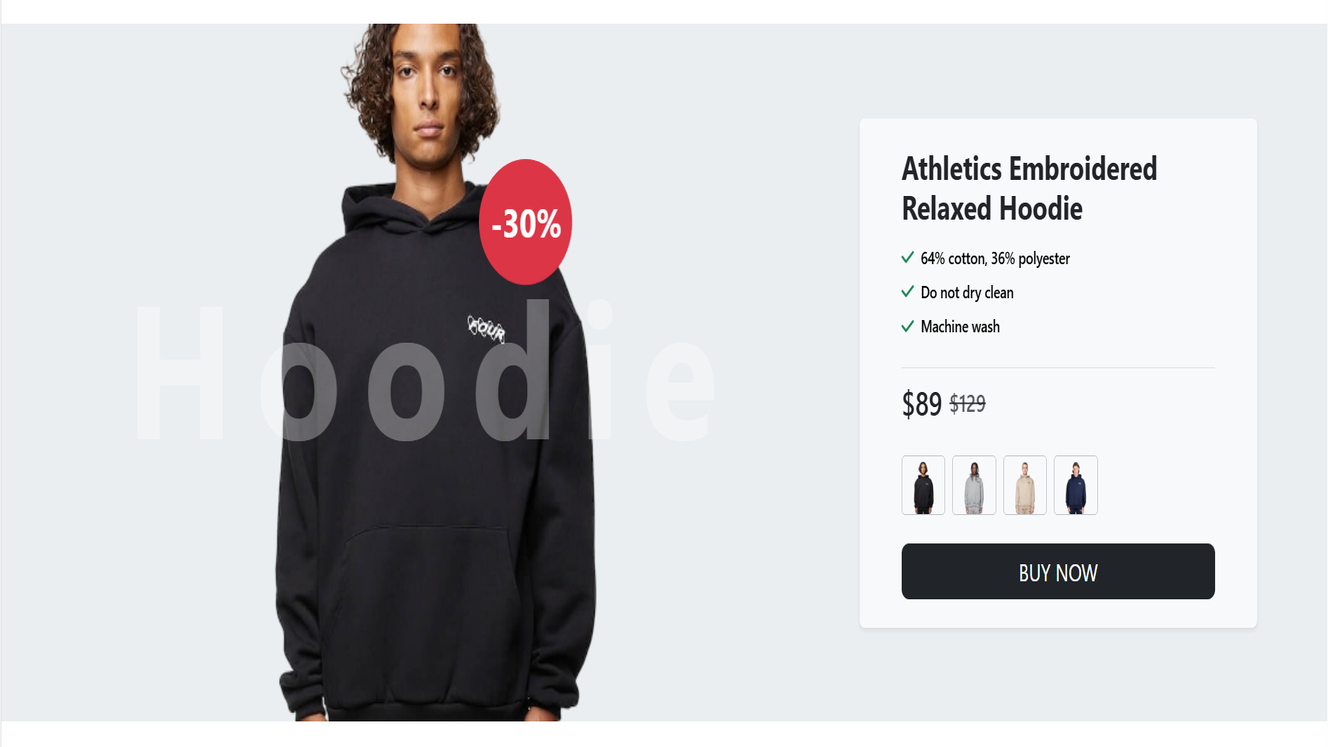 -30%
FOUR
Hoodie
Athletics Embroidered
Relaxed Hoodie
64% cotton, 36% polyester
Do not dry clean
Machine wash
$89 $129
BUY NOW